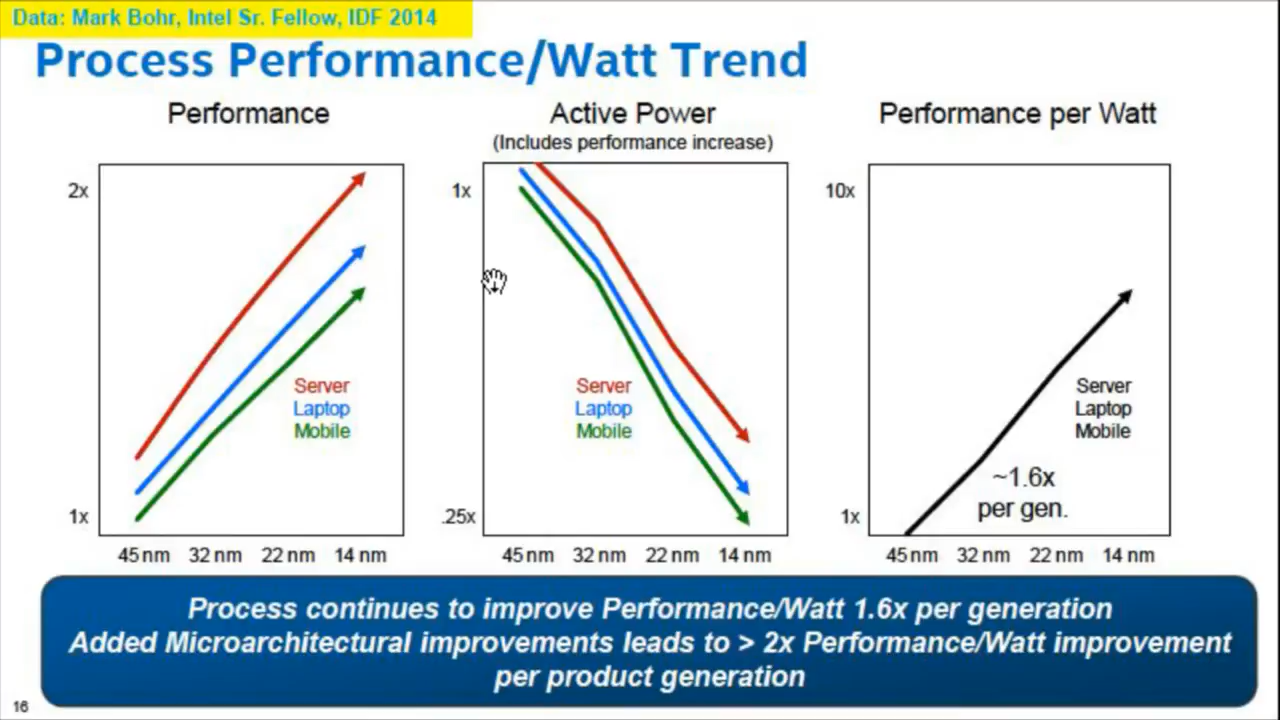 Data: Mark Bohr, Intel Sr. Fellow, IDF 2014
Process Performance/Watt Trend
Performance
2x
1x
Server
Laptop
Mobile
45 nm 32 nm 22 nm 14 nm
Active Power
(Includes performance increase)
1x
.25x
Server
Laptop
Mobile
45 nm 32 nm 22 nm 14 nm
Performance per Watt
10x
1x
Server
Laptop
Mobile
~1.6x
per gen.
45 nm 32 nm 22 nm 14 nm
Process continues to improve Performance/Watt 1.6x per generation
Added Microarchitectural improvements leads to > 2x Performance/Watt improvement
per product generation
16